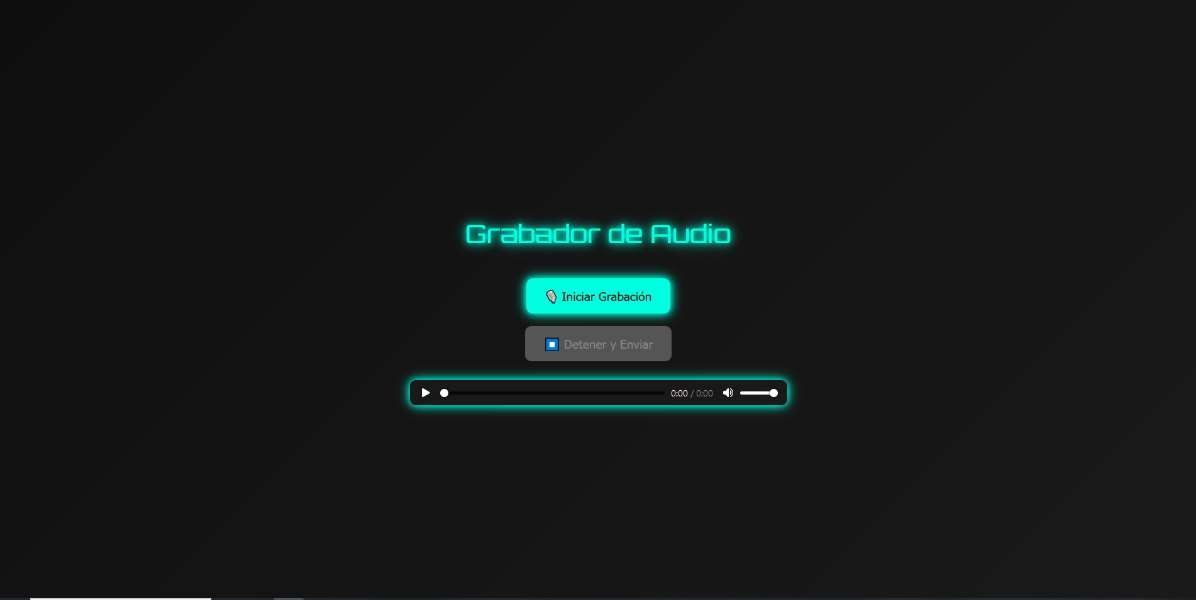 Grabador de Audio
🎙 Iniciar Grabación
⏹ Detener y Enviar
0:00 / 0:00